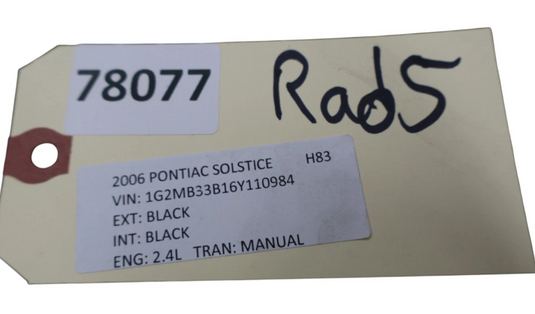 78077
Rad5
2006 PONTIAC SOLSTICE H83
VIN: 1G2MB33B16Y110984
EXT: BLACK
INT: BLACK
ENG: 2.4L TRAN: MANUAL